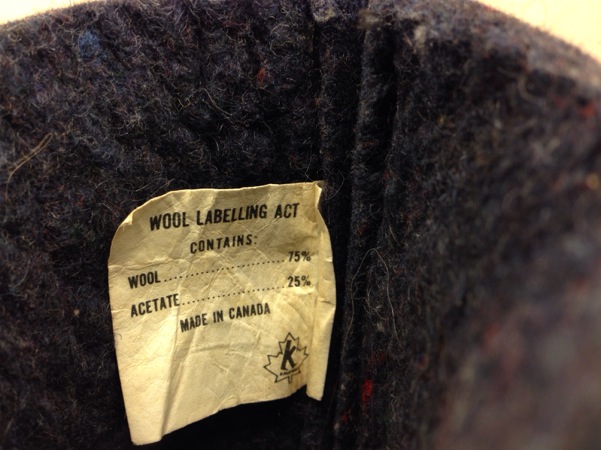 WOOL LABELLING ACT
CONTAINS:
WOOL..........................75%
ACETATE......................25%
MADE IN CANADA
K